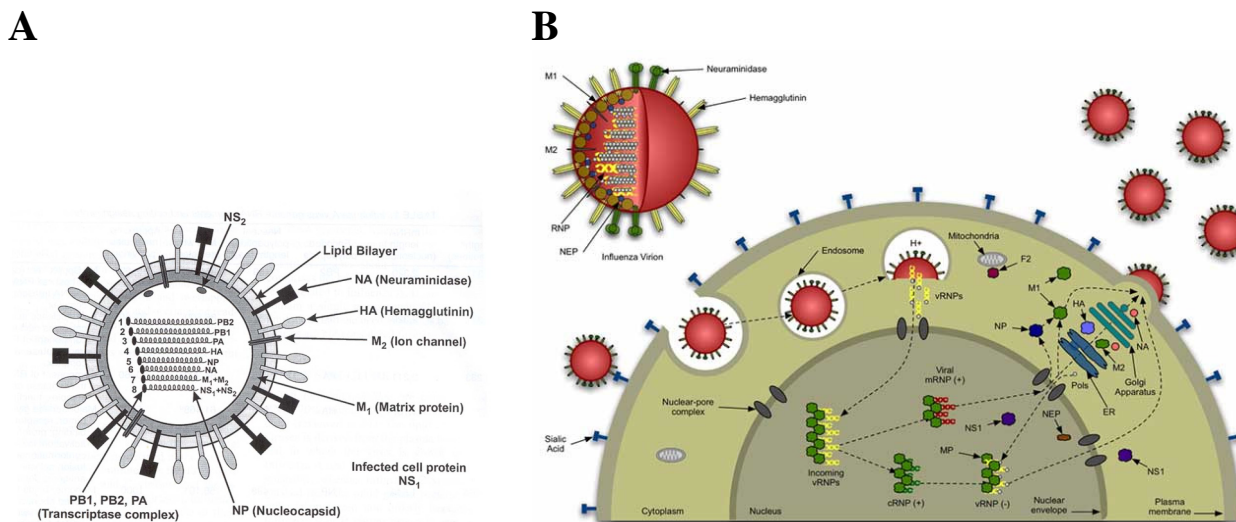 A
NS2
Lipid Bilayer
NA (Neuraminidase)
HA (Hemagglutinin)
M2 (Ion channel)
M1 (Matrix protein)
Infected cell protein
NS1
1 PB2
2 PB1
3 PA
4 HA
5 NP
6 NA
7 M1+M2
8 NS1+NS2
PB1, PB2, PA
(Transcriptase complex)
NP (Nucleocapsid)
B
M1
Neuraminidase
Hemagglutinin
M2
RNP
NEP
Influenza Virion
Endosome
H+
Mitochondria
F2
vRNPs
M1
NP
HA
NA
M2
Golgi
Apparatus
Pols
ER
Viral
mRNP (+)
Nuclear-pore
complex
NS1
NEP
Sialic
Acid
MP
NS1
Incoming
vRNPs
cRNP (+)
vRNP (-)
Cytoplasm
Nucleus
Nuclear
envelope
Plasma
membrane